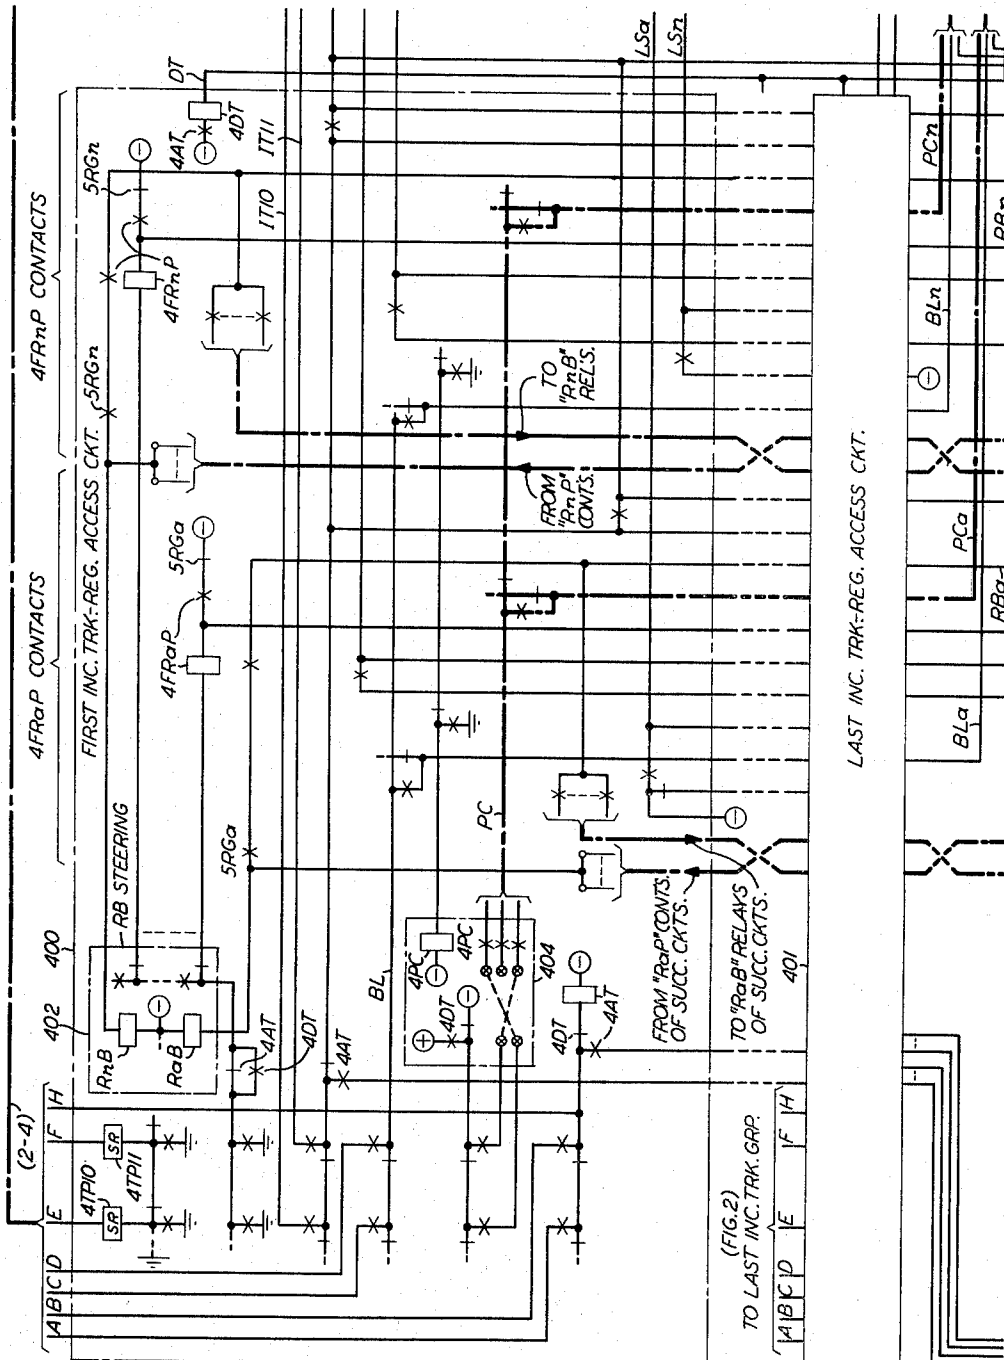 4FRaP CONTACTS
4FRnP CONTACTS
FIRST INC. TRK.-REG. ACCESS CKT.
5RGn
5RGn
4FRnP
4AT
4DT
DT
IT10
IT11
LSa
LSn
400
402
RB STEERING
RnB
RaB
4FRaP
5RGa
5RGa
4AT
4DT
4AT
BL
PC
4PC
4PC
4DT
404
4DT
4AT
TO "RnB"
REL'S.
FROM "RnP"
CONTS.
FROM "RaP" CONTS.
OF SUCC. CKTS.
TO "RaB" RELAYS
OF SUCC. CKTS.
(2-4)
A B C D E F H
4TP10
SR
4TP11
SR
(FIG. 2)
TO LAST INC. TRK. GRP.
A B C D E F H
401
LAST INC. TRK.-REG. ACCESS CKT.
BLa
PCa
RBa
BLn
PCn